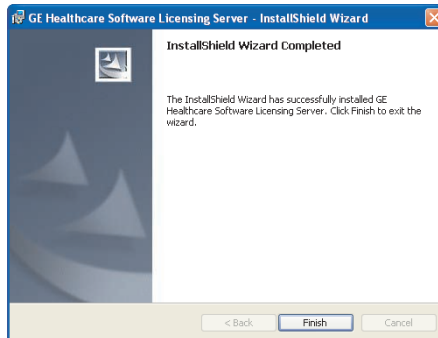 GE Healthcare Software Licensing Server - InstallShield Wizard
InstallShield Wizard Completed
The InstallShield Wizard has successfully installed GE
Healthcare Software Licensing Server. Click Finish to exit the
wizard.
< Back
Finish
Cancel